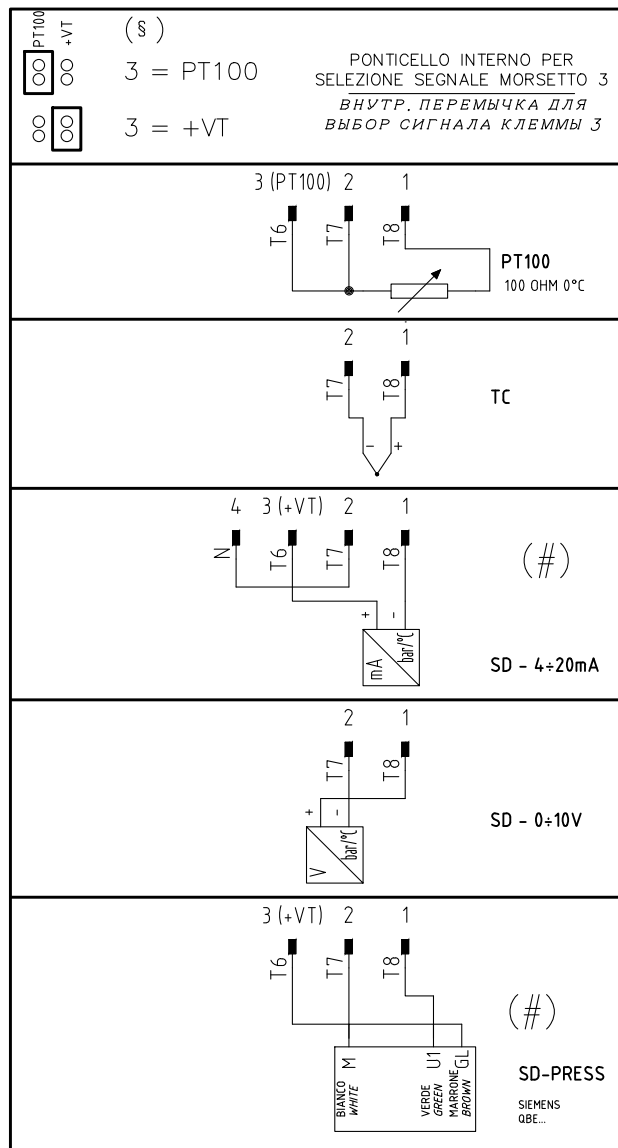 PT100 +VT
(§)
3 = PT100
3 = +VT
PONTICELLO INTERNO PER
SELEZIONE SEGNALE MORSETTO 3
ВНУТР. ПЕРЕМЫЧКА ДЛЯ
ВЫБОР СИГНАЛА КЛЕММЫ 3
3 (PT100) 2 1
T6 T7 T8
PT100
100 OHM 0°C
2 1
T7 T8
TC
- +
4 3 (+VT) 2 1
N T6 T7 T8
(#)
+ -
mA bar/°C
SD - 4÷20mA
2 1
T7 T8
+ -
V bar/°C
SD - 0÷10V
3 (+VT) 2 1
T6 T7 T8
(#)
M U1 GL
BIANCO
WHITE
VERDE
GREEN
MARRONE
BROWN
SD-PRESS
SIEMENS
QBE...